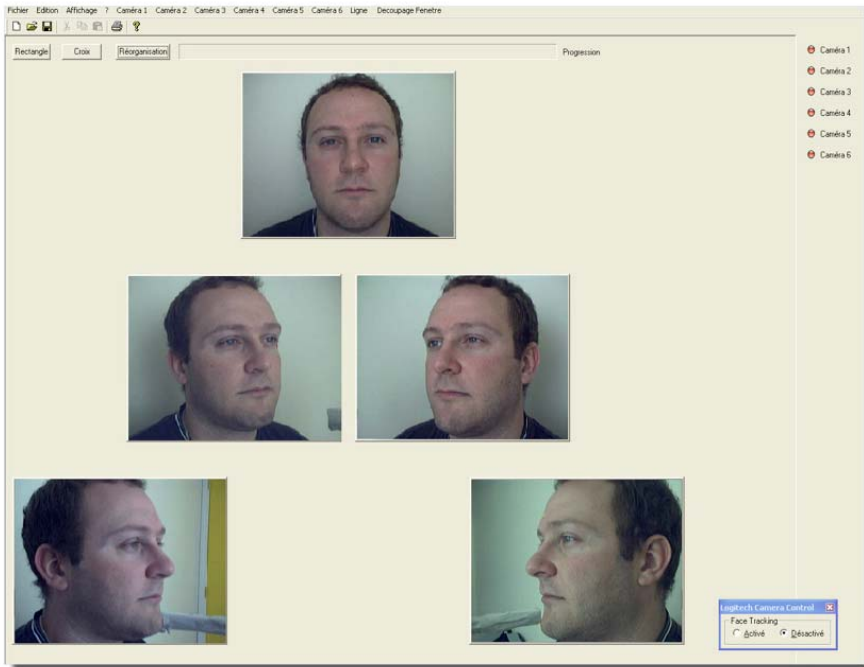 Fichier Edition Affichage ? Caméra 1 Caméra 2 Caméra 3 Caméra 4 Caméra 5 Caméra 6 Ligne Decoupage Fenetre
Rectangle Croix Réorganisation Progression
Caméra 1
Caméra 2
Caméra 3
Caméra 4
Caméra 5
Caméra 6
Logitech Camera Control
Face Tracking
Activé Désactivé